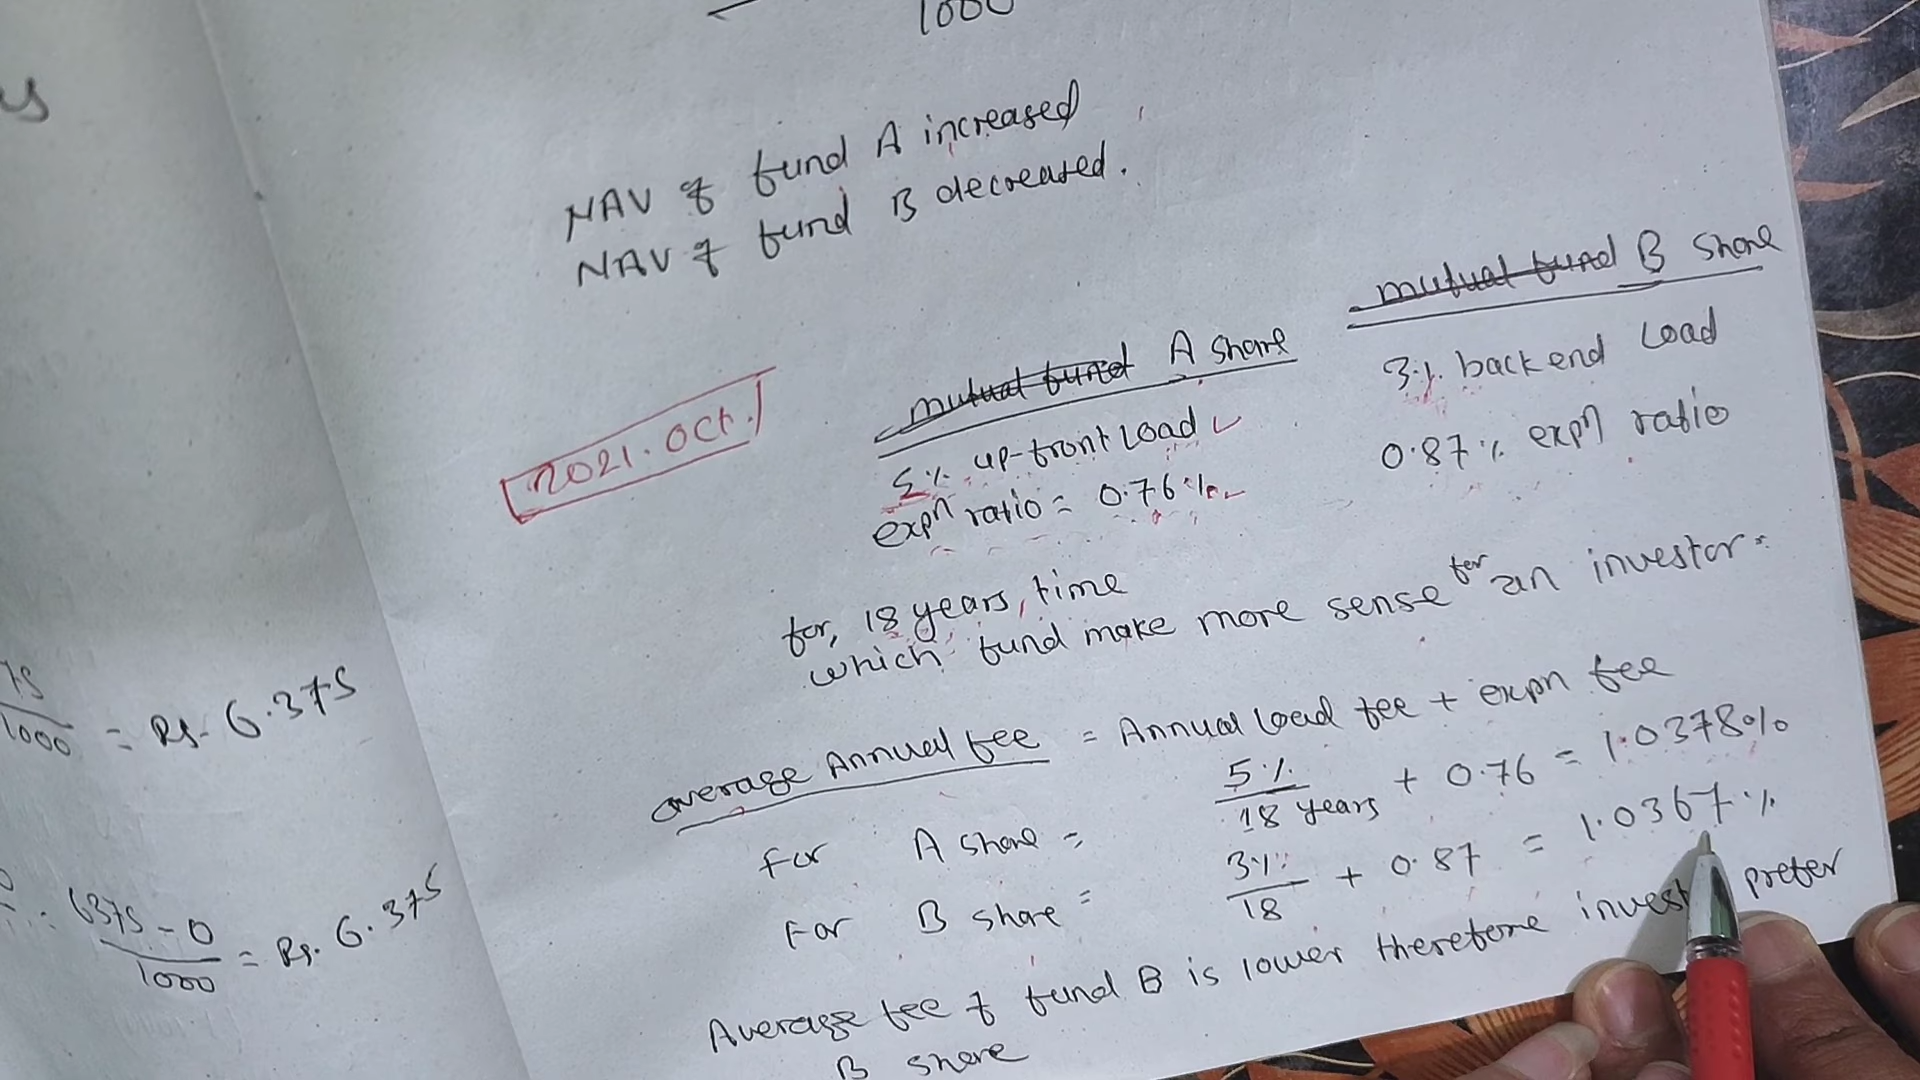 1000
NAV of fund A increased
NAV of fund B decreased.
2021. Oct.
mutual fund A share
5% up-front load
expn ratio = 0.76%
mutual fund B share
3% back end load
0.87% expn ratio
for, 18 years, time
which fund make more sense for an investor
average Annual fee = Annual load fee + expn fee
For A share = 5% / 18 years + 0.76 = 1.0378%
For B share = 3% / 18 + 0.87 = 1.0367%
Average fee of fund B is lower therefore invest prefer
B share
75
1000 = Rs. 6.375
6375 - 0
1000 = Rs. 6.375